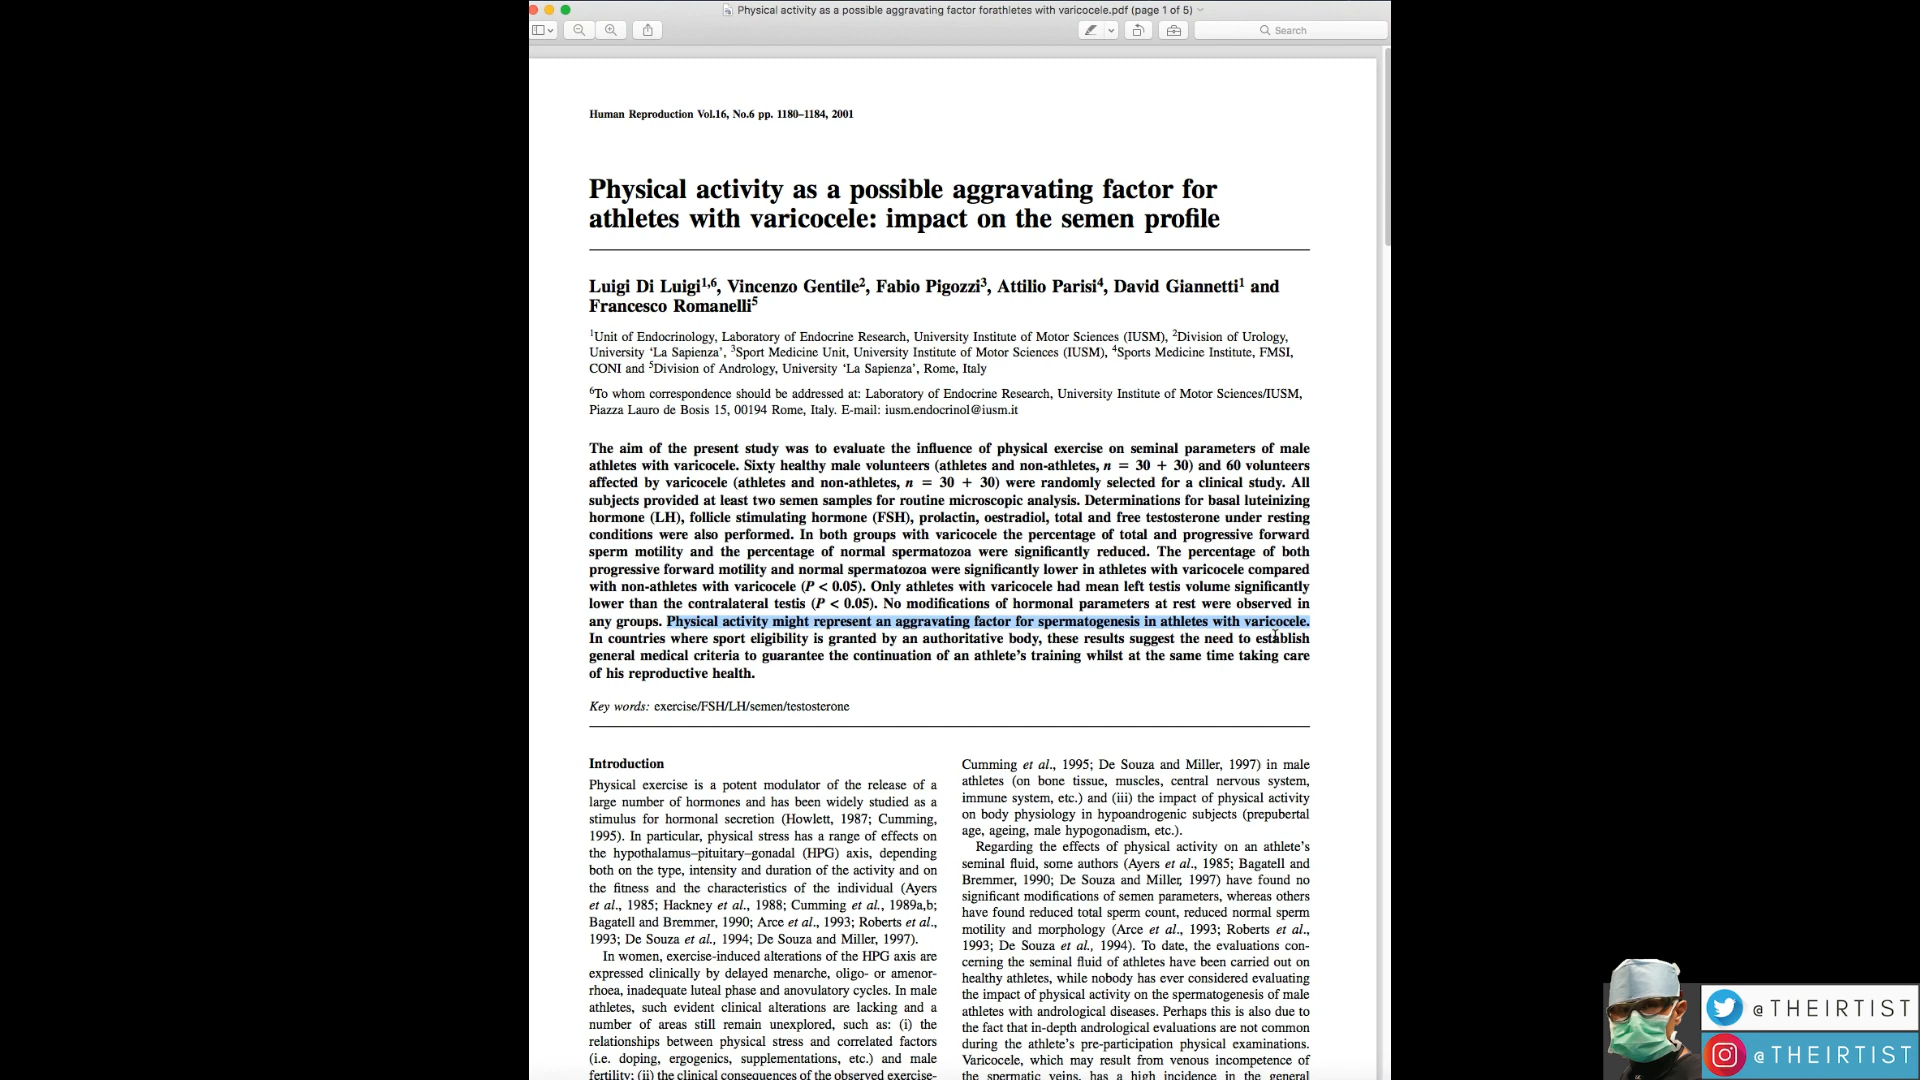 Physical activity as a possible aggravating factor forathletes with varicocele.pdf (page 1 of 5)
Search
Human Reproduction Vol.16, No.6 pp. 1180–1184, 2001
Physical activity as a possible aggravating factor for
athletes with varicocele: impact on the semen profile
Luigi Di Luigi1,6, Vincenzo Gentile2, Fabio Pigozzi3, Attilio Parisi4, David Giannetti1 and
Francesco Romanelli5
1Unit of Endocrinology, Laboratory of Endocrine Research, University Institute of Motor Sciences (IUSM), 2Division of Urology,
University ‘La Sapienza’, 3Sport Medicine Unit, University Institute of Motor Sciences (IUSM), 4Sports Medicine Institute, FMSI,
CONI and 5Division of Andrology, University ‘La Sapienza’, Rome, Italy
6To whom correspondence should be addressed at: Laboratory of Endocrine Research, University Institute of Motor Sciences/IUSM,
Piazza Lauro de Bosis 15, 00194 Rome, Italy. E-mail: iusm.endocrinol@iusm.it
The aim of the present study was to evaluate the influence of physical exercise on seminal parameters of male
athletes with varicocele. Sixty healthy male volunteers (athletes and non-athletes, n = 30 + 30) and 60 volunteers
affected by varicocele (athletes and non-athletes, n = 30 + 30) were randomly selected for a clinical study. All
subjects provided at least two semen samples for routine microscopic analysis. Determinations for basal luteinizing
hormone (LH), follicle stimulating hormone (FSH), prolactin, oestradiol, total and free testosterone under resting
conditions were also performed. In both groups with varicocele the percentage of total and progressive forward
sperm motility and the percentage of normal spermatozoa were significantly reduced. The percentage of both
progressive forward motility and normal spermatozoa were significantly lower in athletes with varicocele compared
with non-athletes with varicocele (P < 0.05). Only athletes with varicocele had mean left testis volume significantly
lower than the contralateral testis (P < 0.05). No modifications of hormonal parameters at rest were observed in
any groups. Physical activity might represent an aggravating factor for spermatogenesis in athletes with varicocele.
In countries where sport eligibility is granted by an authoritative body, these results suggest the need to establish
general medical criteria to guarantee the continuation of an athlete’s training whilst at the same time taking care
of his reproductive health.
Key words: exercise/FSH/LH/semen/testosterone
Introduction
Physical exercise is a potent modulator of the release of a
large number of hormones and has been widely studied as a
stimulus for hormonal secretion (Howlett, 1987; Cumming,
1995). In particular, physical stress has a range of effects on
the hypothalamus–pituitary–gonadal (HPG) axis, depending
both on the type, intensity and duration of the activity and on
the fitness and the characteristics of the individual (Ayers
et al., 1985; Hackney et al., 1988; Cumming et al., 1989a,b;
Bagatell and Bremner, 1990; Arce et al., 1993; Roberts et al.,
1993; De Souza et al., 1994; De Souza and Miller, 1997).
In women, exercise-induced alterations of the HPG axis are
expressed clinically by delayed menarche, oligo- or amenor-
rhoea, inadequate luteal phase and anovulatory cycles. In male
athletes, such evident clinical alterations are lacking and a
number of areas still remain unexplored, such as: (i) the
relationships between physical stress and correlated factors
(i.e. doping, ergogenics, supplementations, etc.) and male
fertility; (ii) the clinical consequences of the observed exercise-
Cumming et al., 1995; De Souza and Miller, 1997) in male
athletes (on bone tissue, muscles, central nervous system,
immune system, etc.) and (iii) the impact of physical activity
on body physiology in hypoandrogenic subjects (prepubertal
age, ageing, male hypogonadism, etc.).
Regarding the effects of physical activity on an athlete’s
seminal fluid, some authors (Ayers et al., 1985; Bagatell and
Bremmer, 1990; De Souza and Miller, 1997) have found no
significant modifications of semen parameters, whereas others
have found reduced total sperm count, reduced normal sperm
motility and morphology (Arce et al., 1993; Roberts et al.,
1993; De Souza et al., 1994). To date, the evaluations con-
cerning the seminal fluid of athletes have been carried out on
healthy athletes, while nobody has ever considered evaluating
the impact of physical activity on the spermatogenesis of male
athletes with andrological diseases. Perhaps this is also due to
the fact that in-depth andrological evaluations are not common
during the athlete’s pre-participation physical examinations.
Varicocele, which may result from venous incompetence of
the spermatic veins, has a high incidence in the general
@THEIRTIST
@THEIRTIST